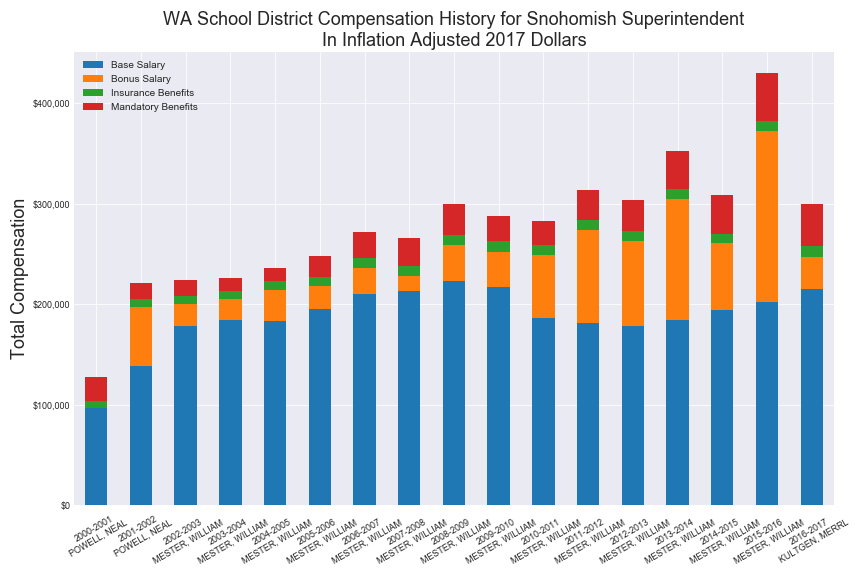 WA School District Compensation History for Snohomish Superintendent
In Inflation Adjusted 2017 Dollars
Base Salary
Bonus Salary
Insurance Benefits
Mandatory Benefits
Total Compensation
$400,000
$300,000
$200,000
$100,000
$0
2000-2001
POWELL, NEAL
2001-2002
POWELL, NEAL
2002-2003
MESTER, WILLIAM
2003-2004
MESTER, WILLIAM
2004-2005
MESTER, WILLIAM
2005-2006
MESTER, WILLIAM
2006-2007
MESTER, WILLIAM
2007-2008
MESTER, WILLIAM
2008-2009
MESTER, WILLIAM
2009-2010
MESTER, WILLIAM
2010-2011
MESTER, WILLIAM
2011-2012
MESTER, WILLIAM
2012-2013
MESTER, WILLIAM
2013-2014
MESTER, WILLIAM
2014-2015
MESTER, WILLIAM
2015-2016
MESTER, WILLIAM
2016-2017
KULTGEN, MERRL